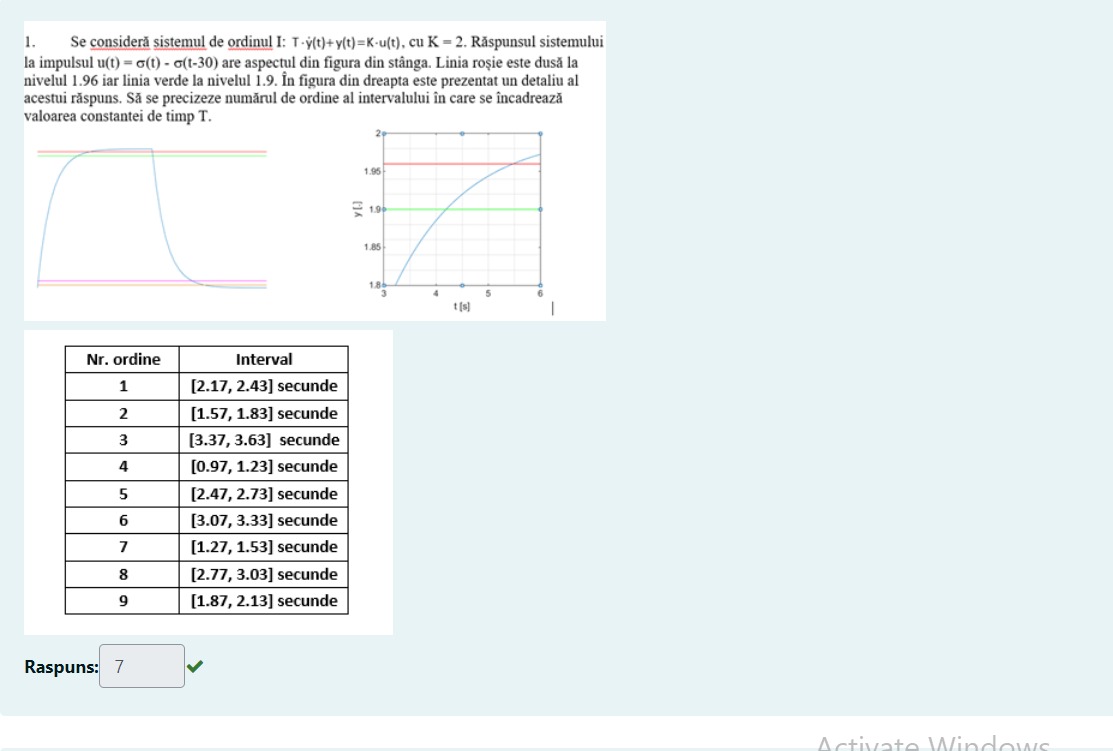 1. Se consideră sistemul de ordinul I: T·ẏ(t)+y(t)=K·u(t), cu K = 2. Răspunsul sistemului
la impulsul u(t) = σ(t) - σ(t-30) are aspectul din figura din stânga. Linia roşie este dusă la
nivelul 1.96 iar linia verde la nivelul 1.9. În figura din dreapta este prezentat un detaliu al
acestui răspuns. Să se precizeze numărul de ordine al intervalului în care se încadrează
valoarea constantei de timp T.
2
1.95
1.9
1.85
1.8
y [.]
3 4 5 6
t [s]
Nr. ordine Interval
1 [2.17, 2.43] secunde
2 [1.57, 1.83] secunde
3 [3.37, 3.63] secunde
4 [0.97, 1.23] secunde
5 [2.47, 2.73] secunde
6 [3.07, 3.33] secunde
7 [1.27, 1.53] secunde
8 [2.77, 3.03] secunde
9 [1.87, 2.13] secunde
Raspuns: 7
Activate Windows